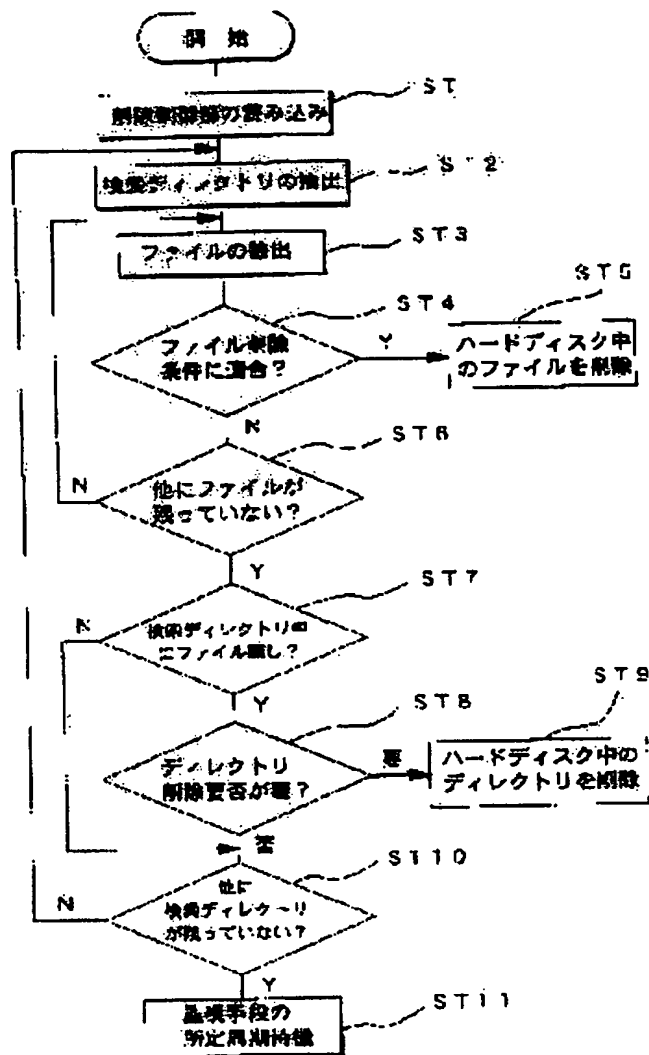 開始
ST
削除制御部の読み込み
ST2
検索ディレクトリの抽出
ST3
ファイルの抽出
ST4
ST5
ファイル削除
条件に適合?
Y
ハードディスク中
のファイルを削除
N
ST6
N
他にファイルが
残っていない?
Y
ST7
N
検索ディレクトリ中
にファイル無し?
Y
ST8
ST9
ディレクトリ
削除要否が要?
要
ハードディスク中の
ディレクトリを削除
否
ST10
N
他に
検索ディレクトリ
が残っていない?
Y
ST11
監視手段の
所定周期待機